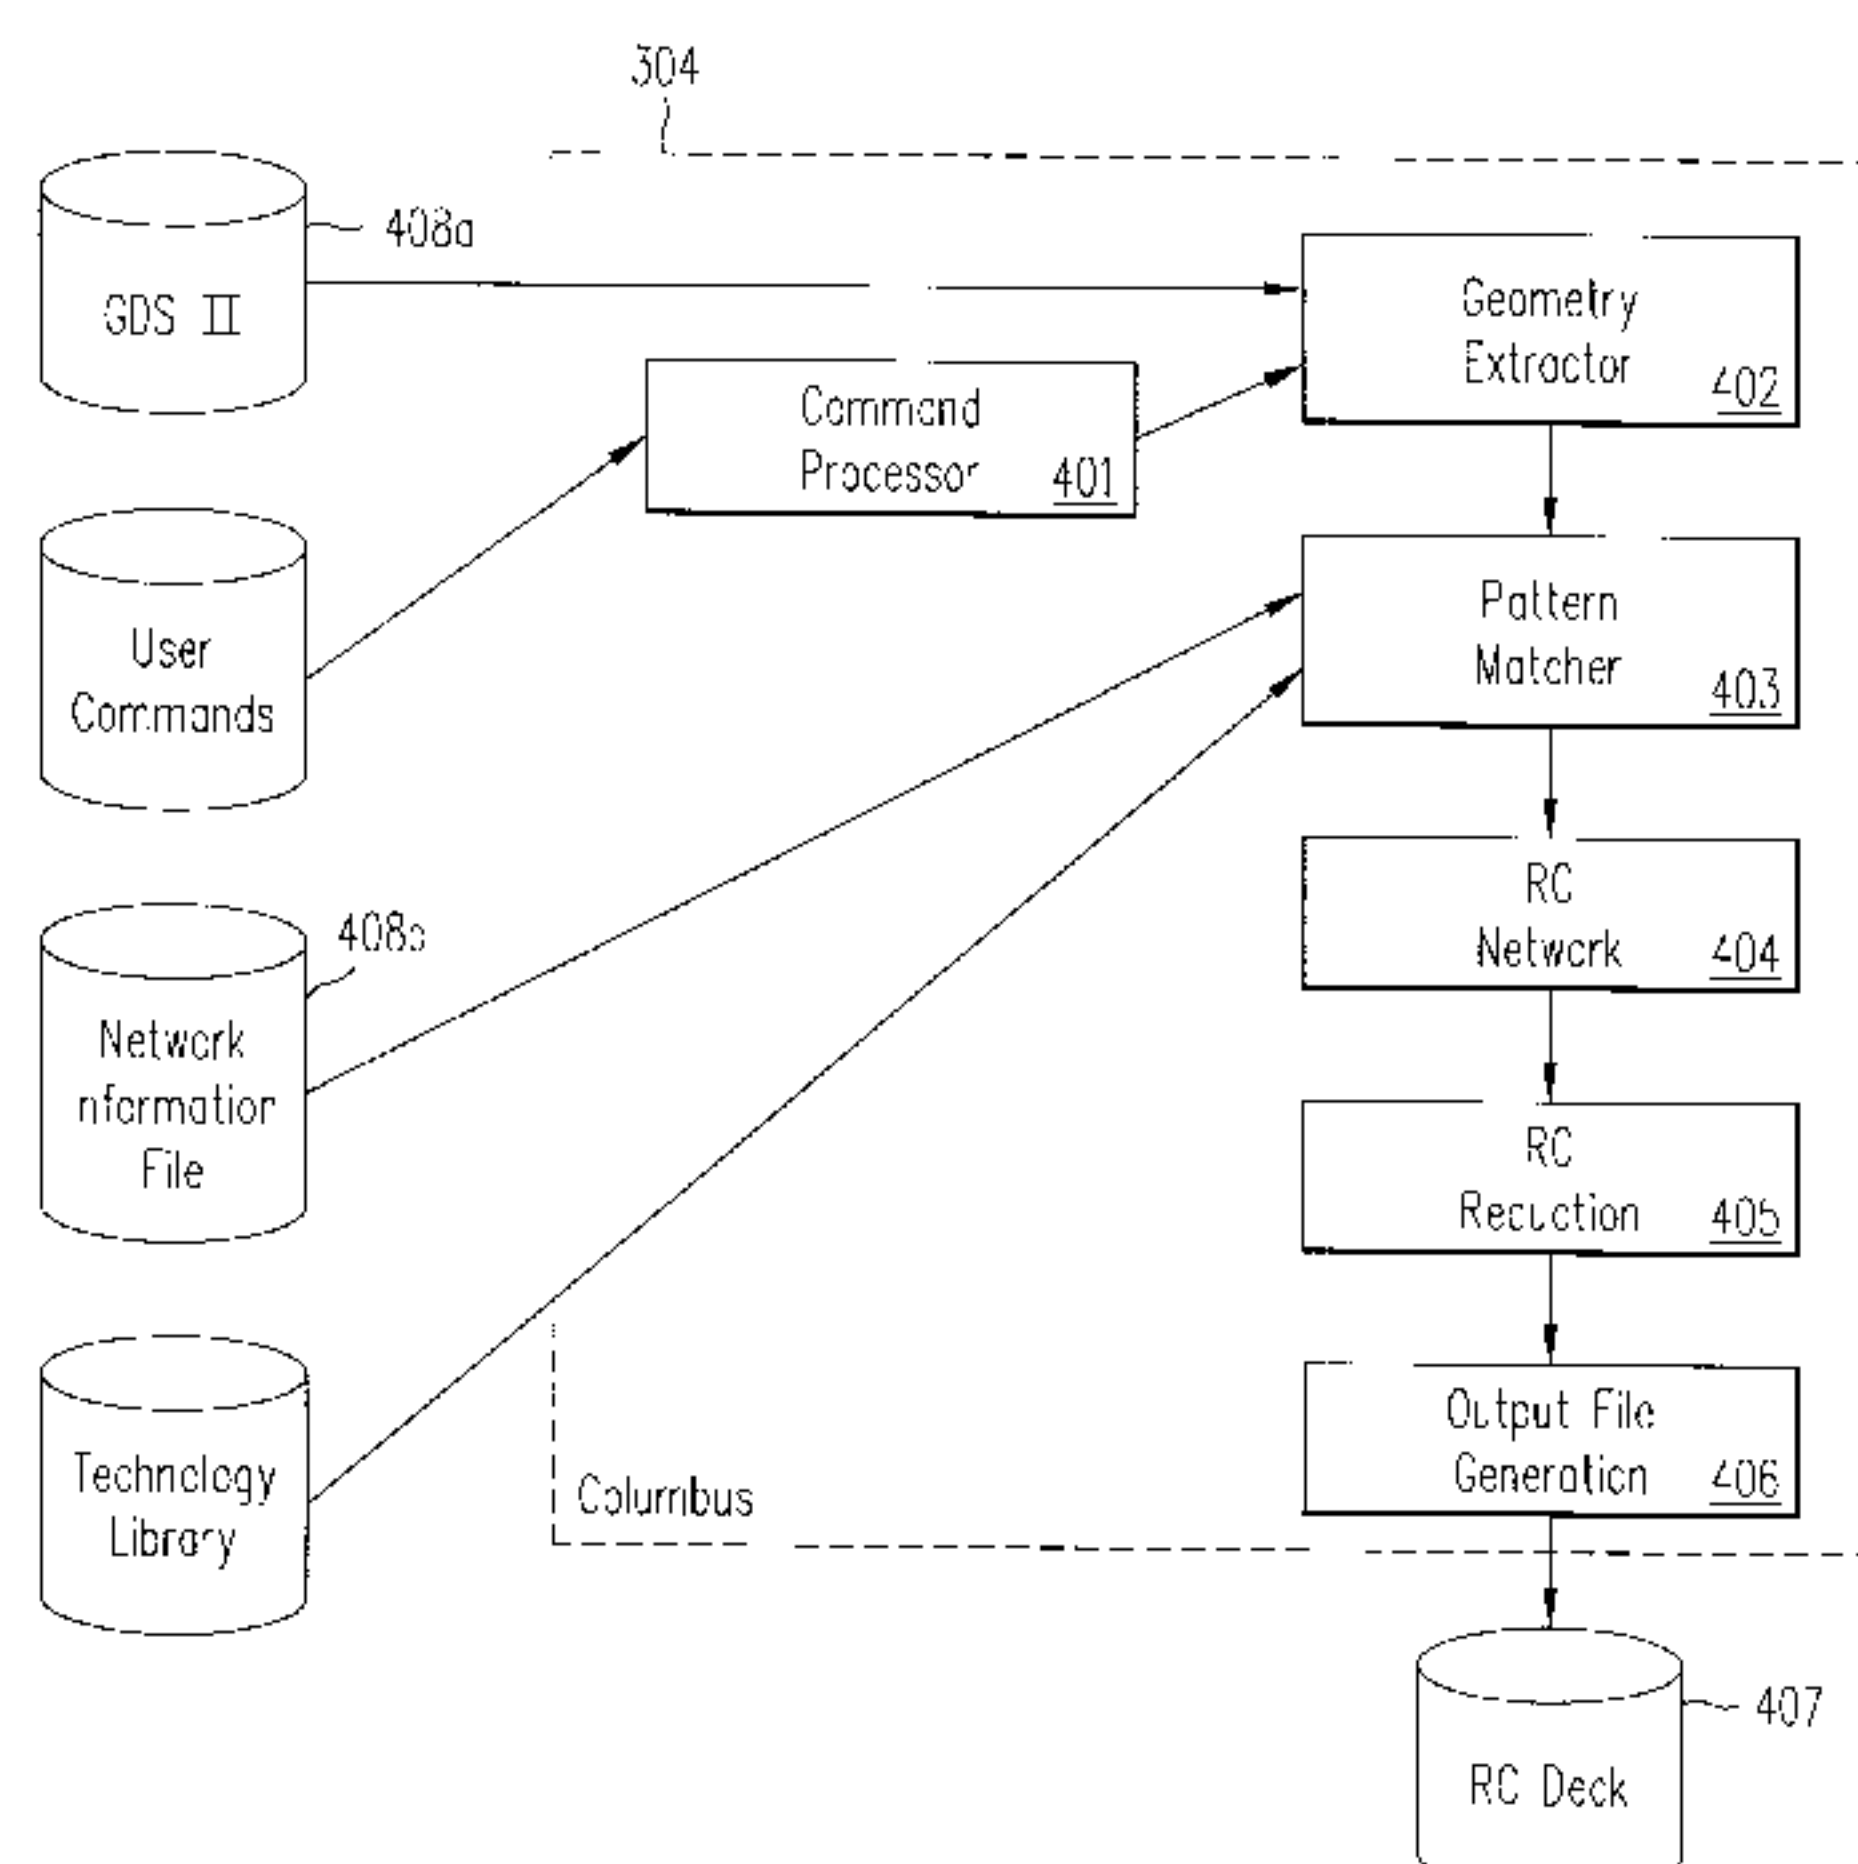 304
408a
GDS II
Geometry
Extractor
402
Command
Processor
401
User
Commands
Pattern
Matcher
403
RC
Network
404
Network
nformation
File
RC
Reduction
405
Technology
Library
Columbus
Output File
Generation
406
407
RC Deck